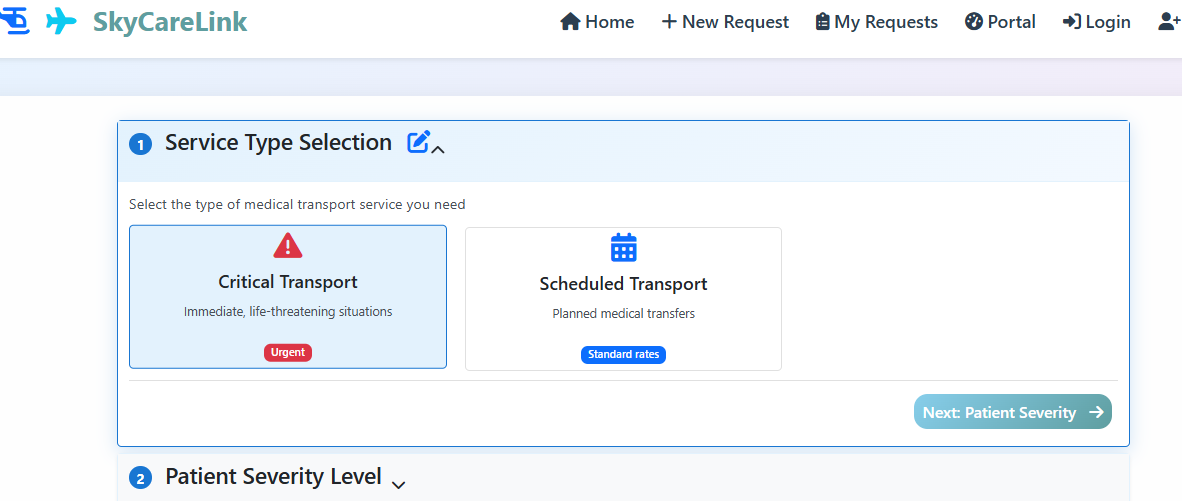 SkyCareLink Home New Request My Requests Portal Login
1 Service Type Selection
Select the type of medical transport service you need
Critical Transport
Immediate, life-threatening situations
Urgent
Scheduled Transport
Planned medical transfers
Standard rates
Next: Patient Severity
2 Patient Severity Level